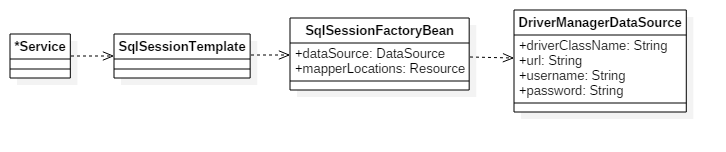 *Service
SqlSessionTemplate
SqlSessionFactoryBean
+dataSource: DataSource
+mapperLocations: Resource
DriverManagerDataSource
+driverClassName: String
+url: String
+username: String
+password: String